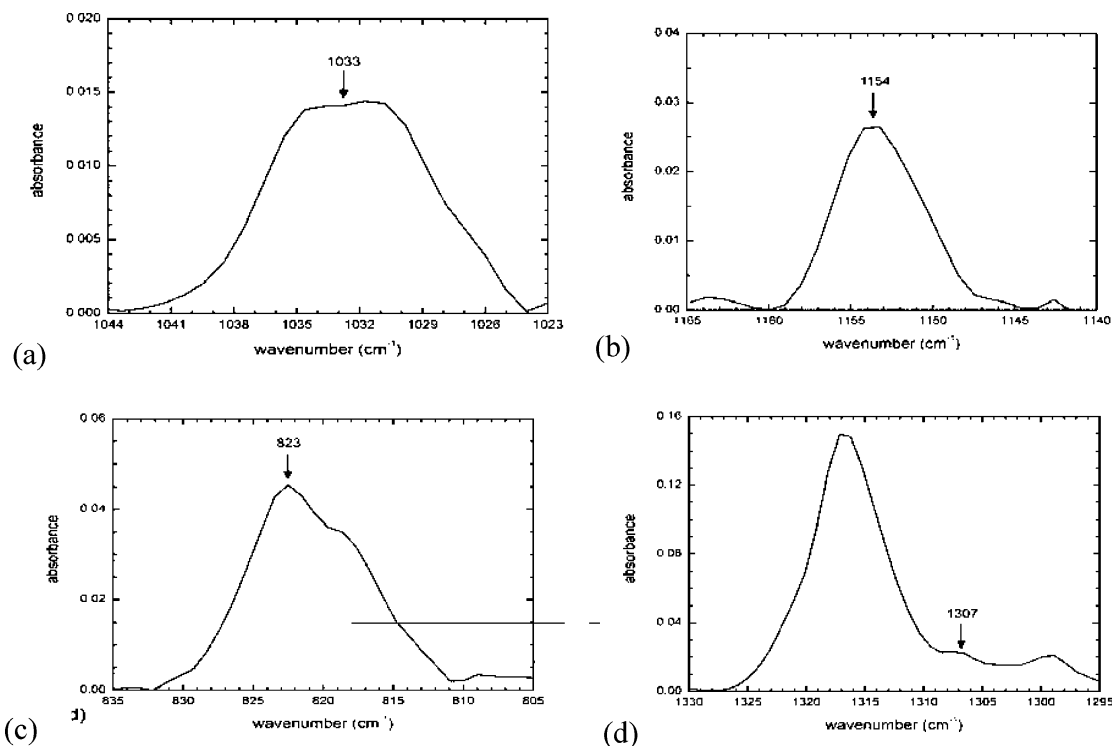 0.020
0.015
0.010
0.005
0.000
absorbance
1033
1044 1041 1038 1035 1032 1029 1026 1023
wavenumber (cm⁻¹)
(a)
0.04
0.03
0.02
0.01
0.00
absorbance
1154
1165 1160 1155 1150 1145 1140
wavenumber (cm⁻¹)
(b)
0.06
0.04
0.02
0.00
absorbance
823
835 830 825 820 815 810 805
wavenumber (cm⁻¹)
(c)
d)
0.16
0.12
0.08
0.04
0.00
absorbance
1307
1330 1325 1320 1315 1310 1305 1300 1295
wavenumber (cm⁻¹)
(d)